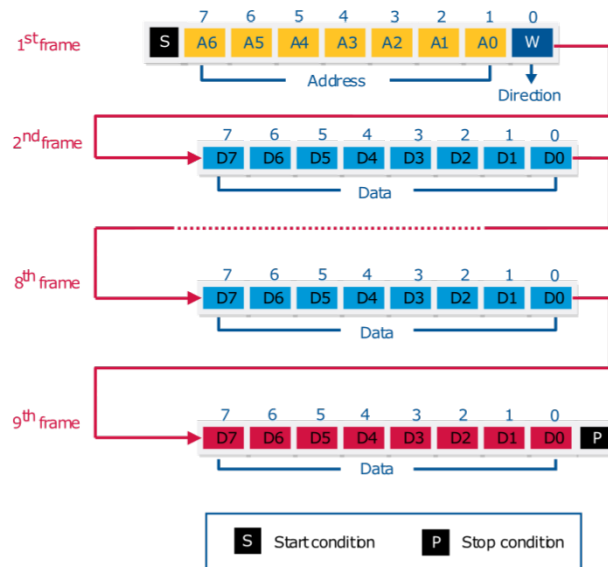 7 6 5 4 3 2 1 0
1st frame S A6 A5 A4 A3 A2 A1 A0 W
Address Direction
7 6 5 4 3 2 1 0
2nd frame D7 D6 D5 D4 D3 D2 D1 D0
Data
7 6 5 4 3 2 1 0
8th frame D7 D6 D5 D4 D3 D2 D1 D0
Data
7 6 5 4 3 2 1 0
9th frame D7 D6 D5 D4 D3 D2 D1 D0 P
Data
S Start condition P Stop condition